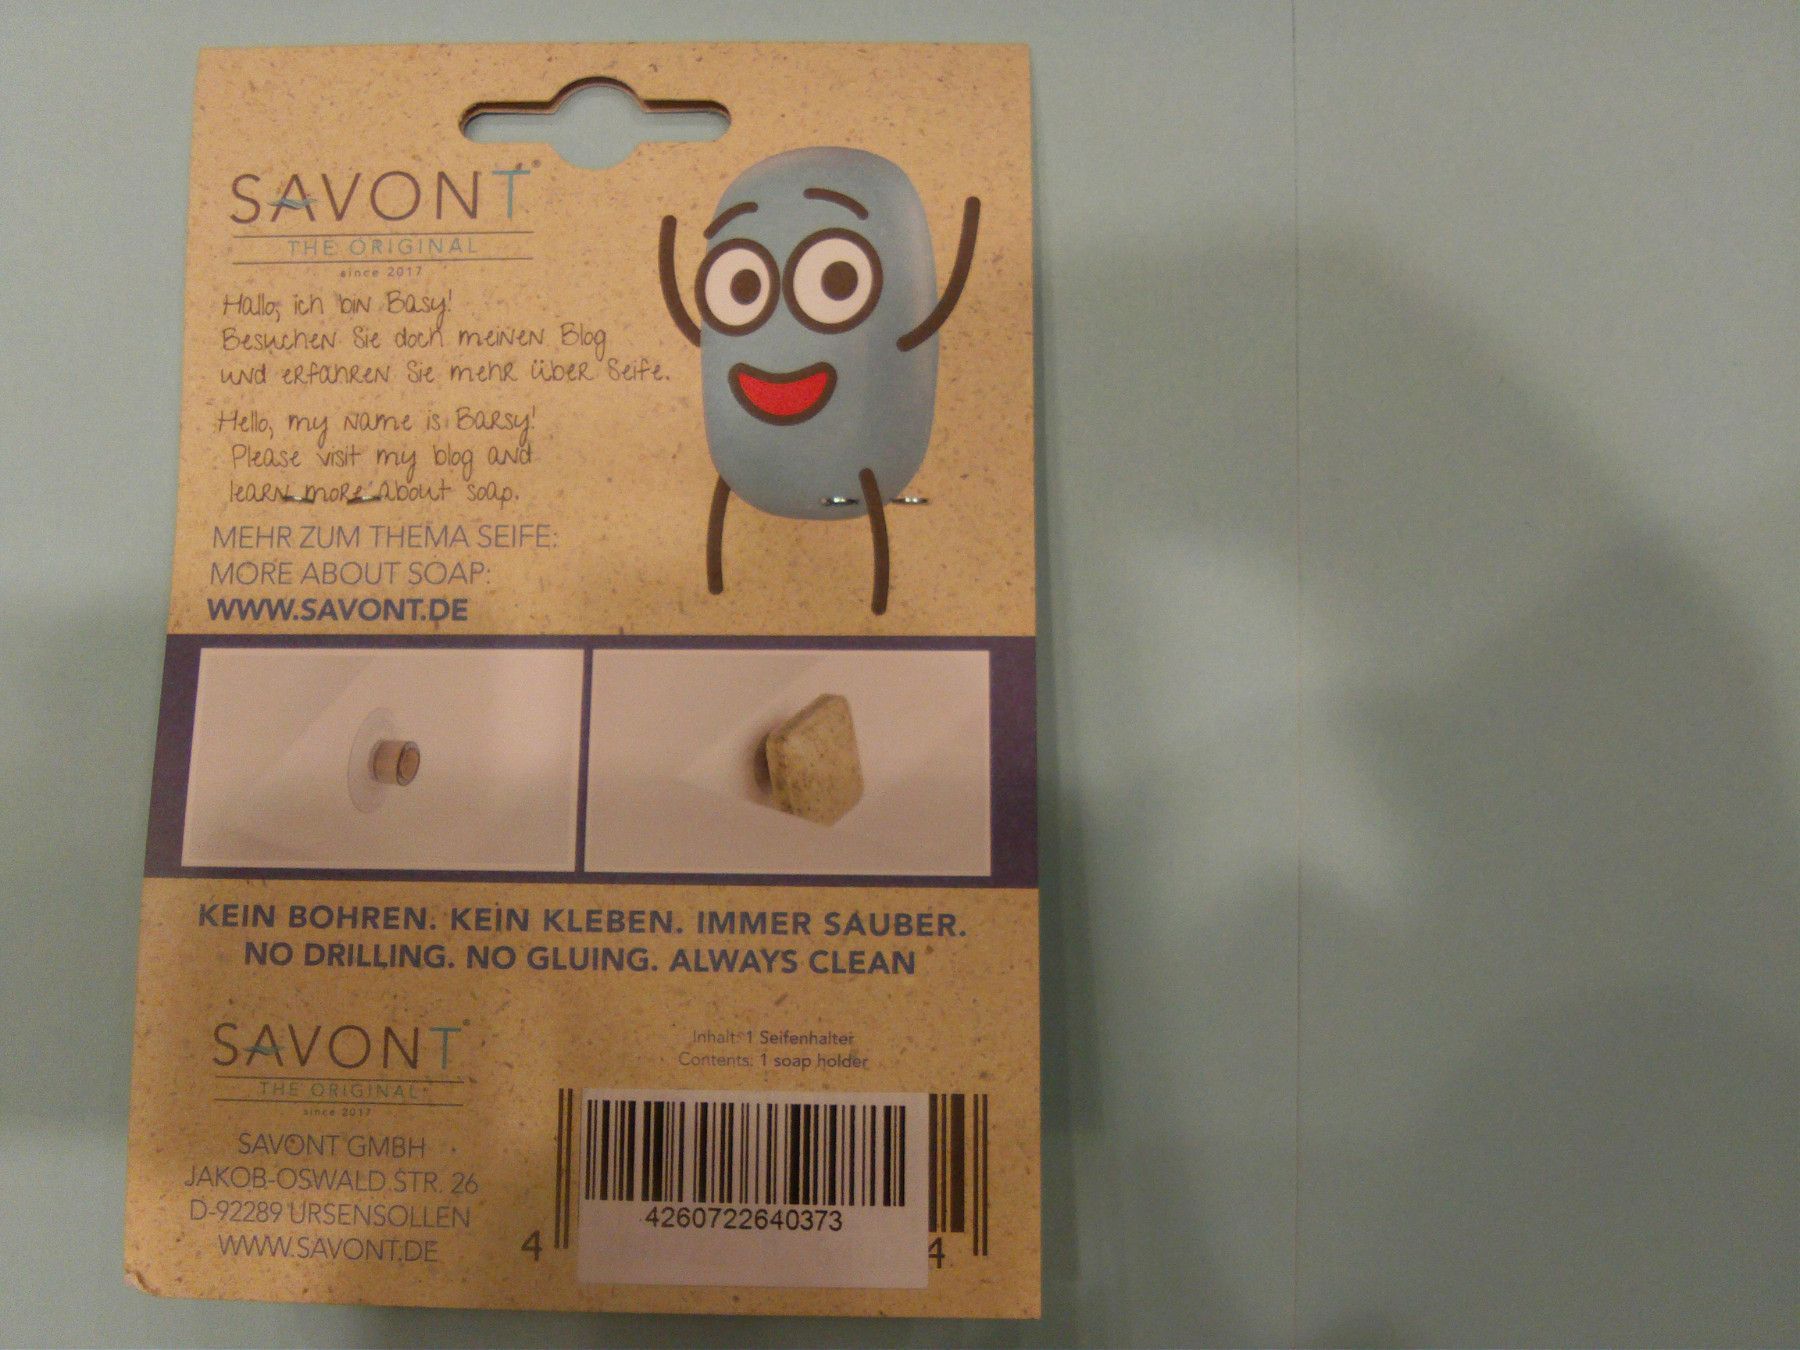 SAVONT®
THE ORIGINAL
since 2017
Hallo, ich bin Basy!
Besuchen Sie doch meinen Blog
und erfahren Sie mehr über Seife.
Hello, my name is Barsy!
Please visit my blog and
learn more about soap.
MEHR ZUM THEMA SEIFE:
MORE ABOUT SOAP:
WWW.SAVONT.DE
KEIN BOHREN. KEIN KLEBEN. IMMER SAUBER.
NO DRILLING. NO GLUING. ALWAYS CLEAN
SAVONT®
THE ORIGINAL
since 2017
SAVONT GMBH
JAKOB-OSWALD.STR. 26
D-92289 URSENSOLLEN
WWW.SAVONT.DE
Inhalt: 1 Seifenhalter
Contents: 1 soap holder
4260722640373
4
4